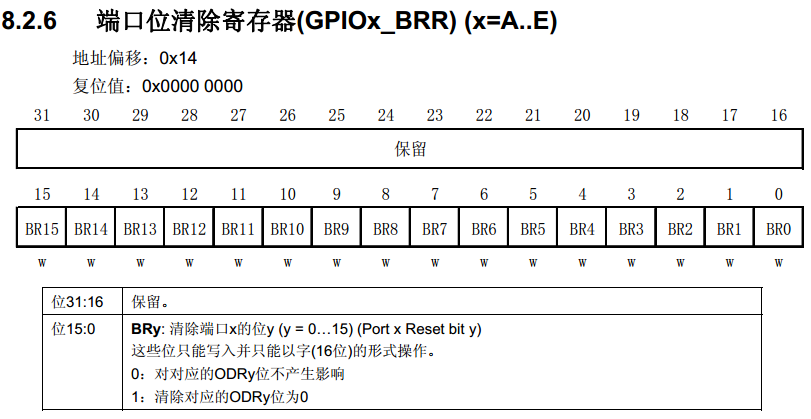 8.2.6 端口位清除寄存器(GPIOx_BRR) (x=A..E)
地址偏移：0x14
复位值：0x0000 0000
31 30 29 28 27 26 25 24 23 22 21 20 19 18 17 16
保留
15 14 13 12 11 10 9 8 7 6 5 4 3 2 1 0
BR15 BR14 BR13 BR12 BR11 BR10 BR9 BR8 BR7 BR6 BR5 BR4 BR3 BR2 BR1 BR0
w w w w w w w w w w w w w w w w
位31:16 保留。
位15:0 BRy: 清除端口x的位y (y = 0…15) (Port x Reset bit y)
这些位只能写入并只能以字(16位)的形式操作。
0：对对应的ODRy位不产生影响
1：清除对应的ODRy位为0